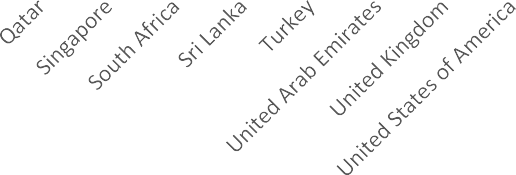 Qatar
Singapore
South Africa
Sri Lanka
Turkey
United Arab Emirates
United Kingdom
United States of America